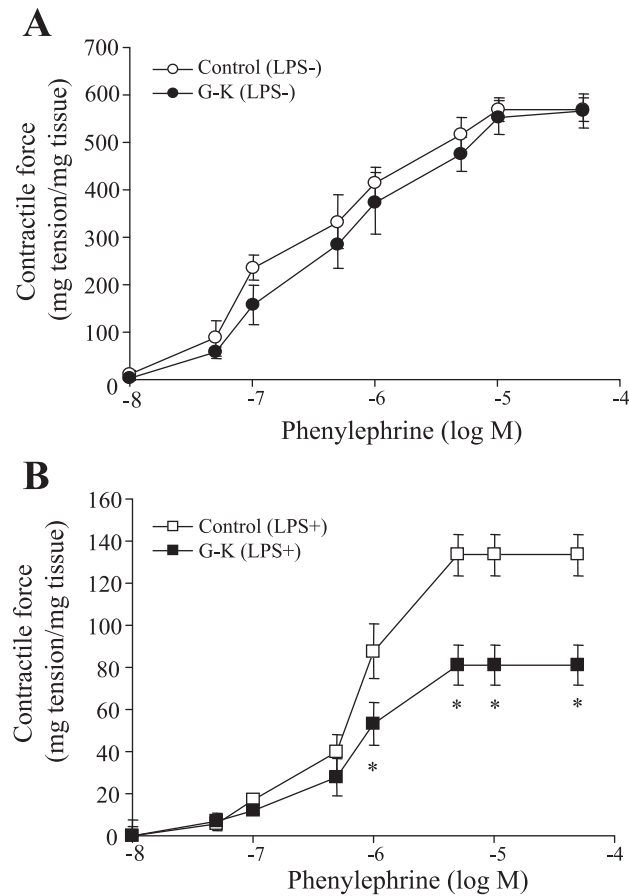 A
Contractile force
(mg tension/mg tissue)
700
600
500
400
300
200
100
0
Control (LPS-)
G-K (LPS-)
-8
-7
-6
-5
-4
Phenylephrine (log M)
B
Contractile force
(mg tension/mg tissue)
160
140
120
100
80
60
40
20
0
Control (LPS+)
G-K (LPS+)
*
*
*
*
-8
-7
-6
-5
-4
Phenylephrine (log M)